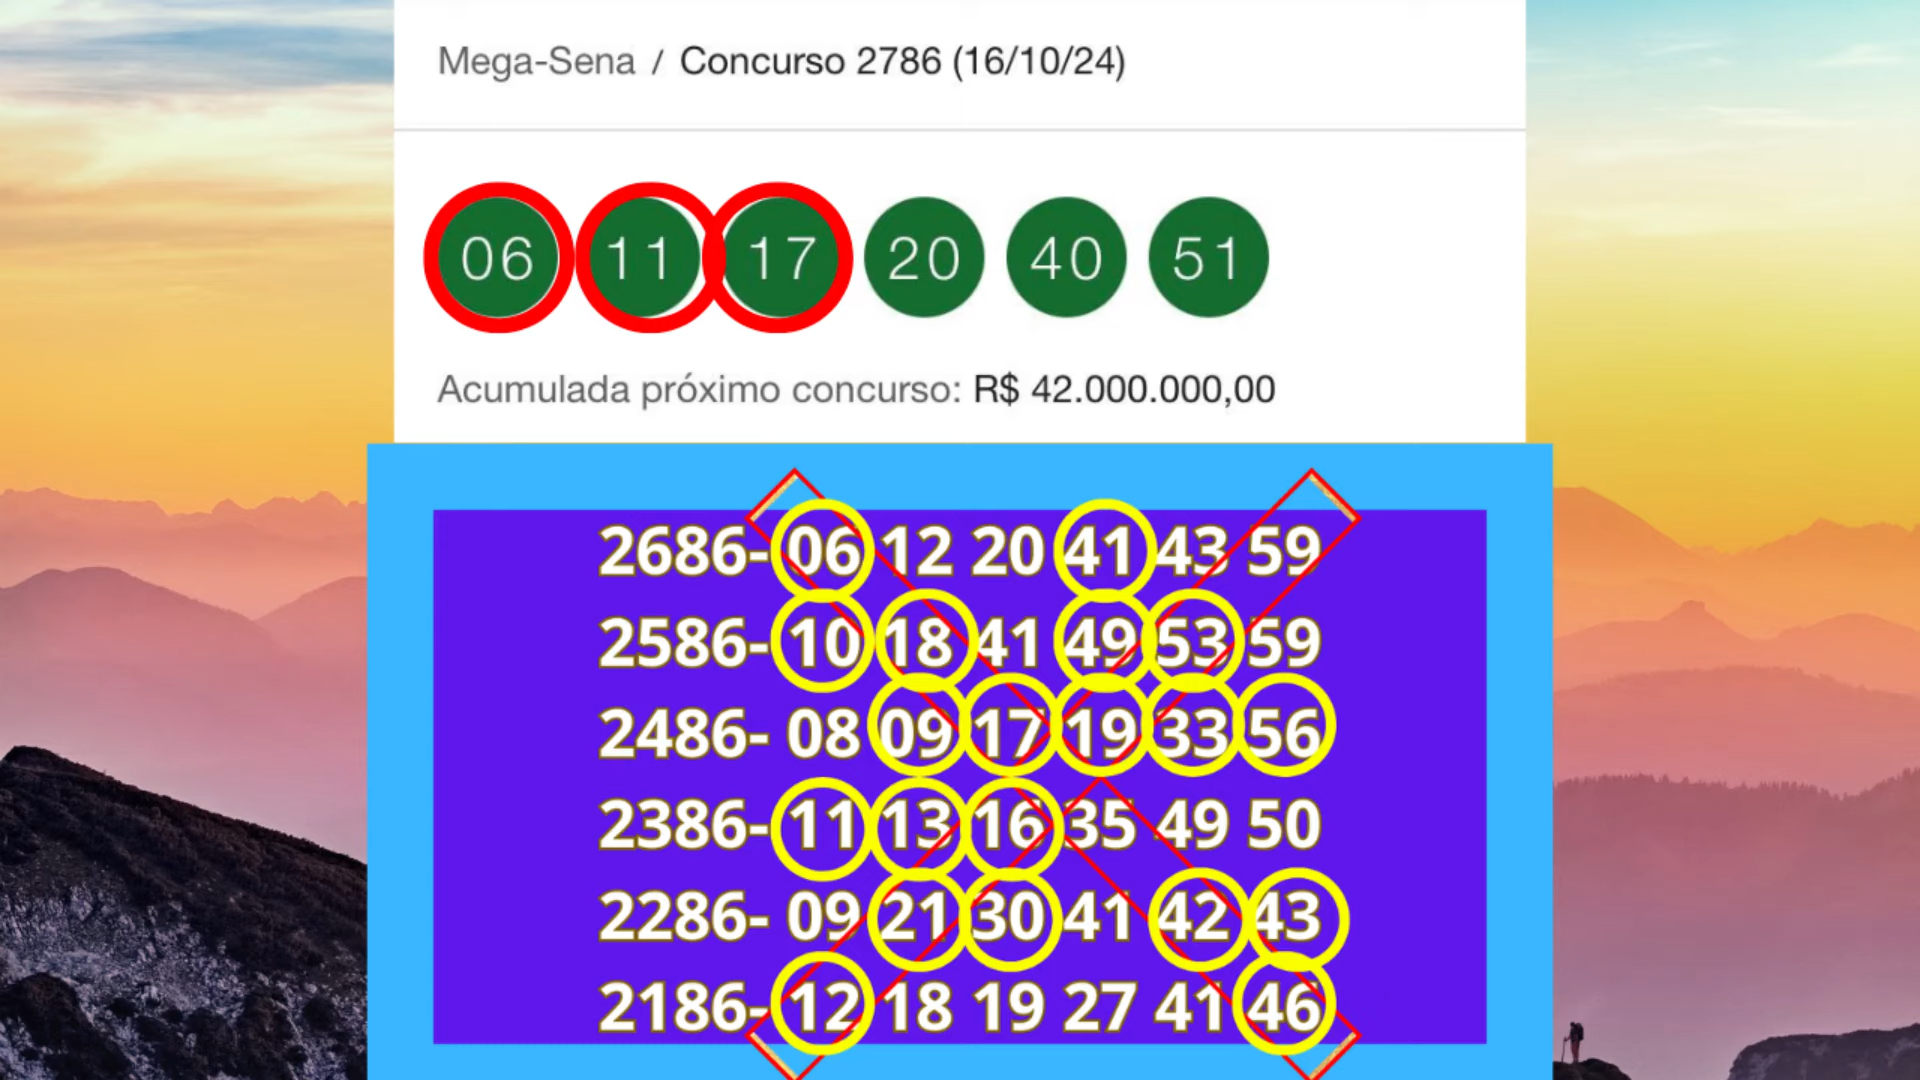 Mega-Sena / Concurso 2786 (16/10/24)
06 11 17 20 40 51
Acumulada próximo concurso: R$ 42.000.000,00
2686- 06 12 20 41 43 59
2586- 10 18 41 49 53 59
2486- 08 09 17 19 33 56
2386- 11 13 16 35 49 50
2286- 09 21 30 41 42 43
2186- 12 18 19 27 41 46